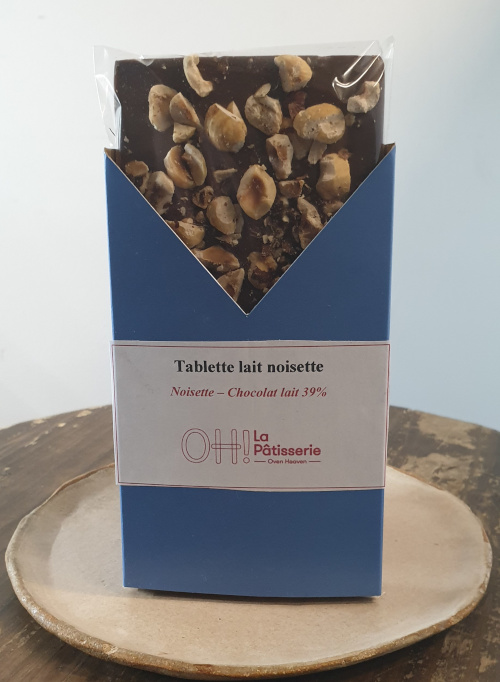 Tablette lait noisette
Noisette – Chocolat lait 39%
OH! La
Pâtisserie
Oven Heaven